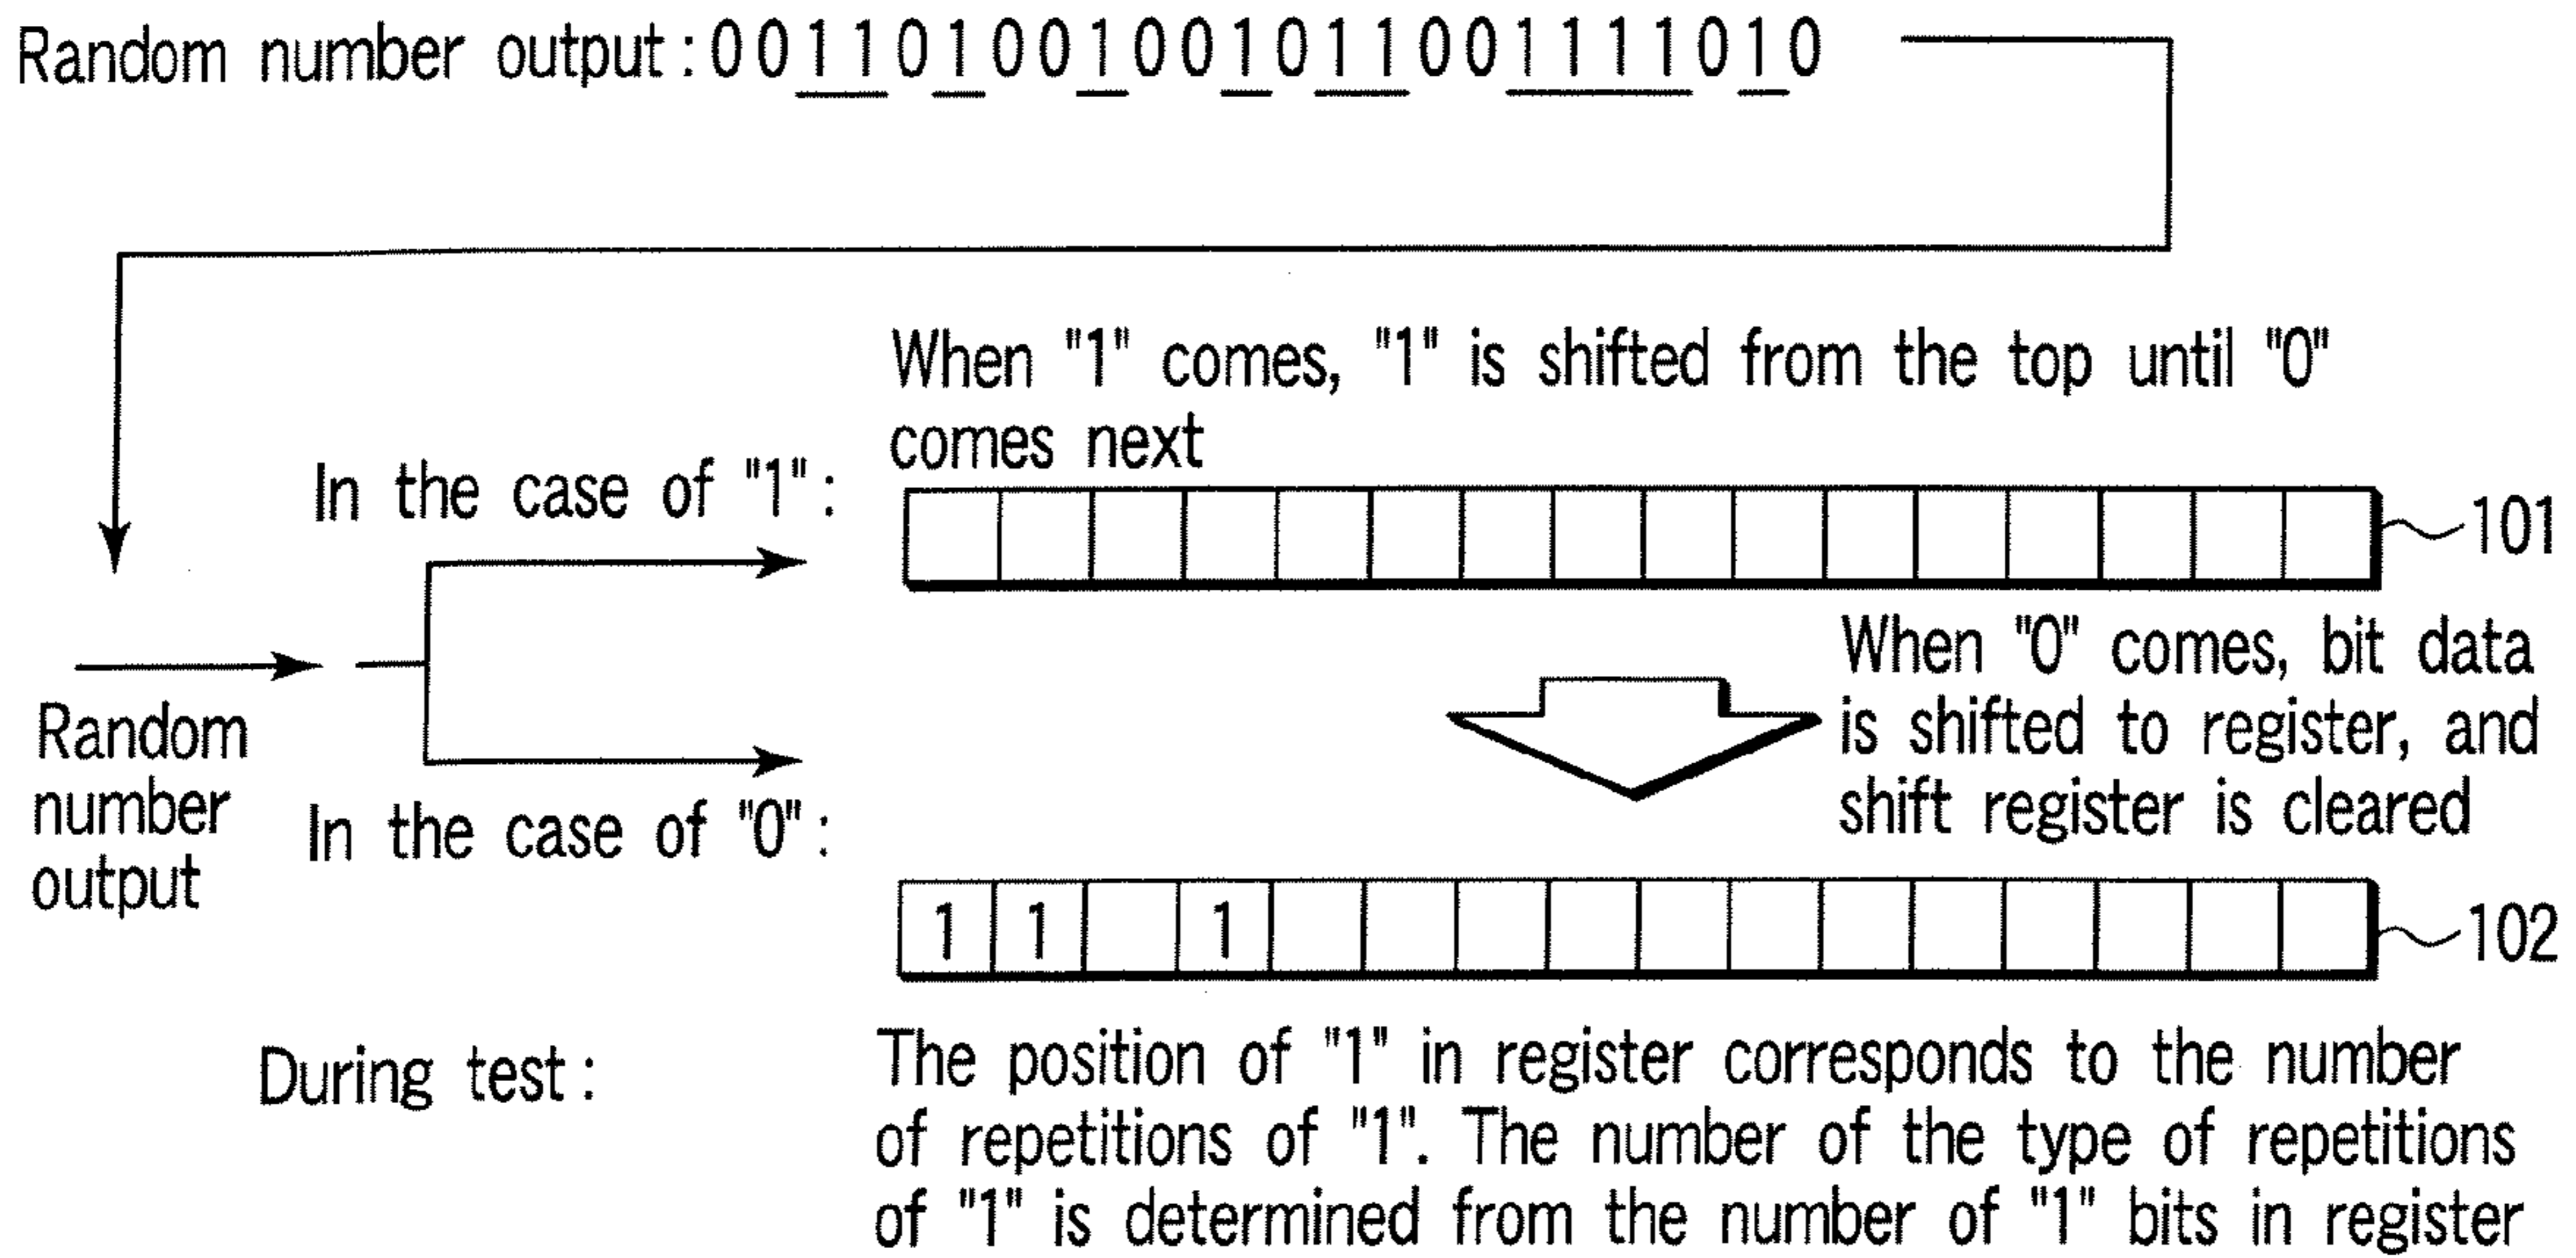 Random number output : 0 0 1 1 0 1 0 0 1 0 0 1 0 1 1 0 0 1 1 1 1 0 1 0
When "1" comes, "1" is shifted from the top until "0"
comes next
In the case of "1" :
101
When "0" comes, bit data
is shifted to register, and
shift register is cleared
Random
number
output
In the case of "0" :
1 1 1
102
During test :
The position of "1" in register corresponds to the number
of repetitions of "1". The number of the type of repetitions
of "1" is determined from the number of "1" bits in register